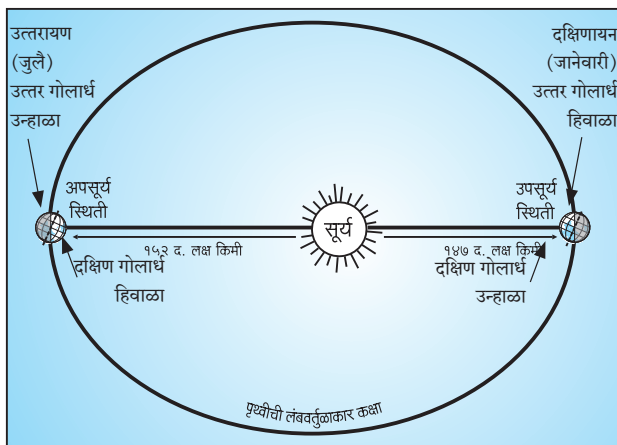 उत्तरायण
(जुलै)
उत्तर गोलार्ध
उन्हाळा
दक्षिणायन
(जानेवारी)
उत्तर गोलार्ध
हिवाळा
अपसूर्य
स्थिती
उपसूर्य
स्थिती
सूर्य
१५२ द. लक्ष किमी
१४७ द. लक्ष किमी
दक्षिण गोलार्ध
हिवाळा
दक्षिण गोलार्ध
उन्हाळा
पृथ्वीची लंबवर्तुळाकार कक्षा